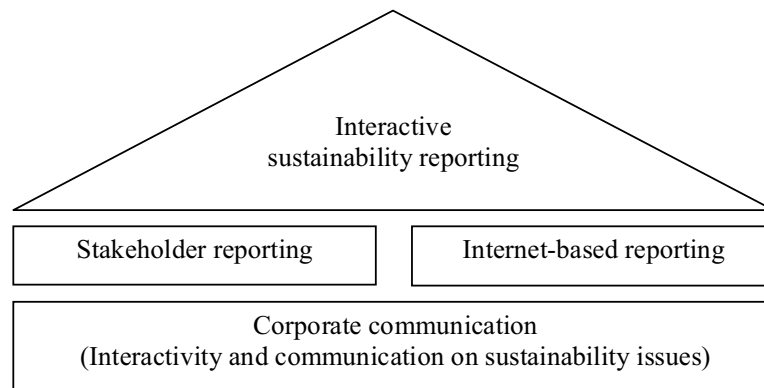 Interactive
sustainability reporting
Stakeholder reporting
Internet-based reporting
Corporate communication
(Interactivity and communication on sustainability issues)